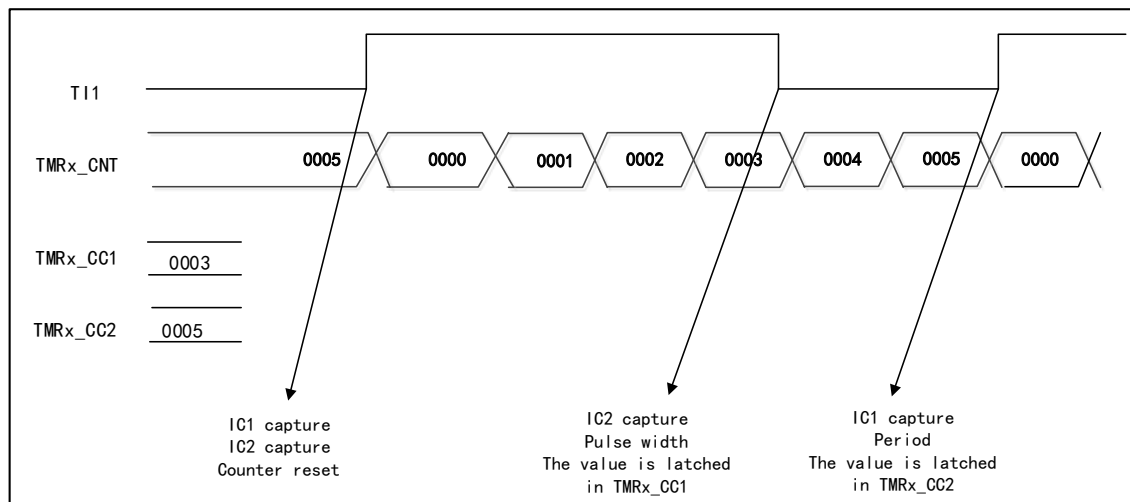 TI1
TMRx_CNT
0005 0000 0001 0002 0003 0004 0005 0000
TMRx_CC1
0003
TMRx_CC2
0005
IC1 capture
IC2 capture
Counter reset
IC2 capture
Pulse width
The value is latched
in TMRx_CC1
IC1 capture
Period
The value is latched
in TMRx_CC2